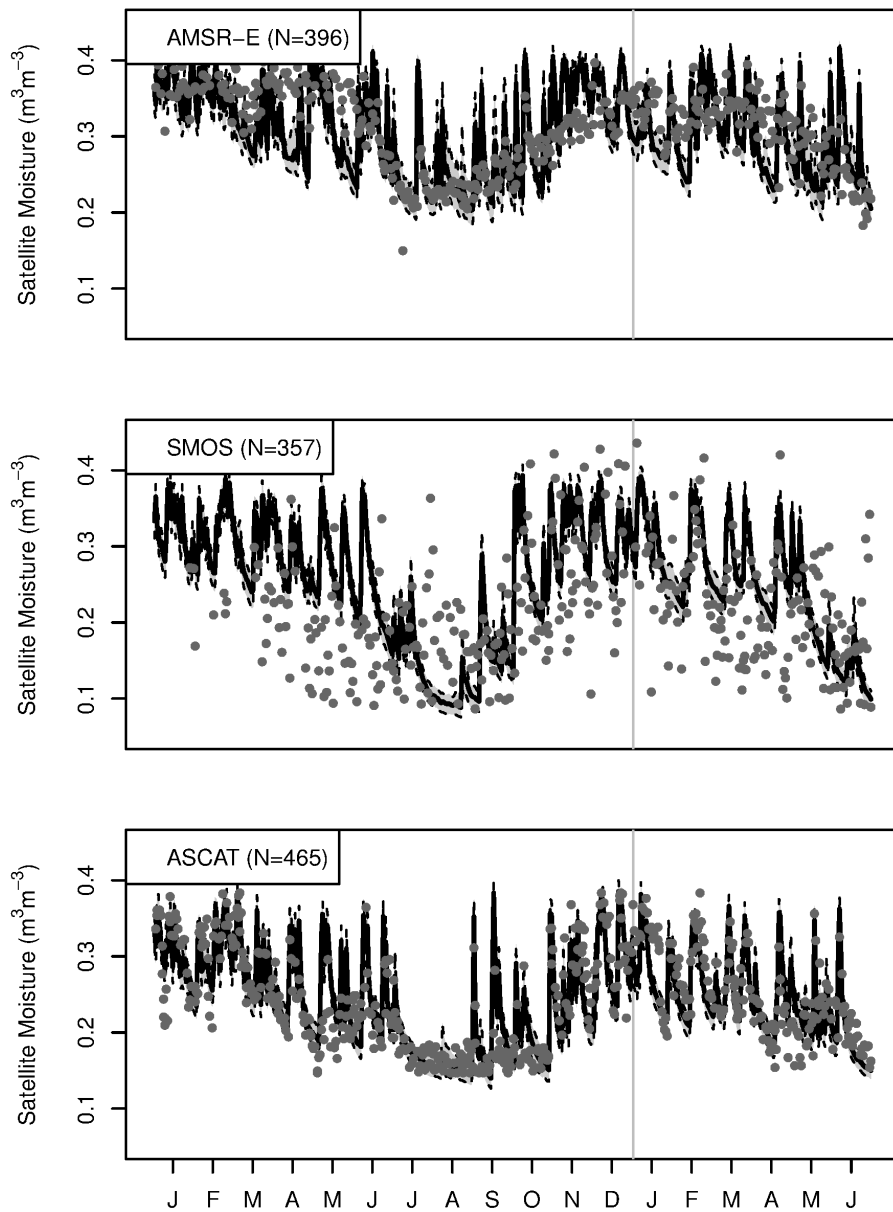 AMSR−E (N=396)
Satellite Moisture (m³m⁻³)
0.4
0.3
0.2
0.1
SMOS (N=357)
Satellite Moisture (m³m⁻³)
0.4
0.3
0.2
0.1
ASCAT (N=465)
Satellite Moisture (m³m⁻³)
0.4
0.3
0.2
0.1
J F M A M J J A S O N D J F M A M J